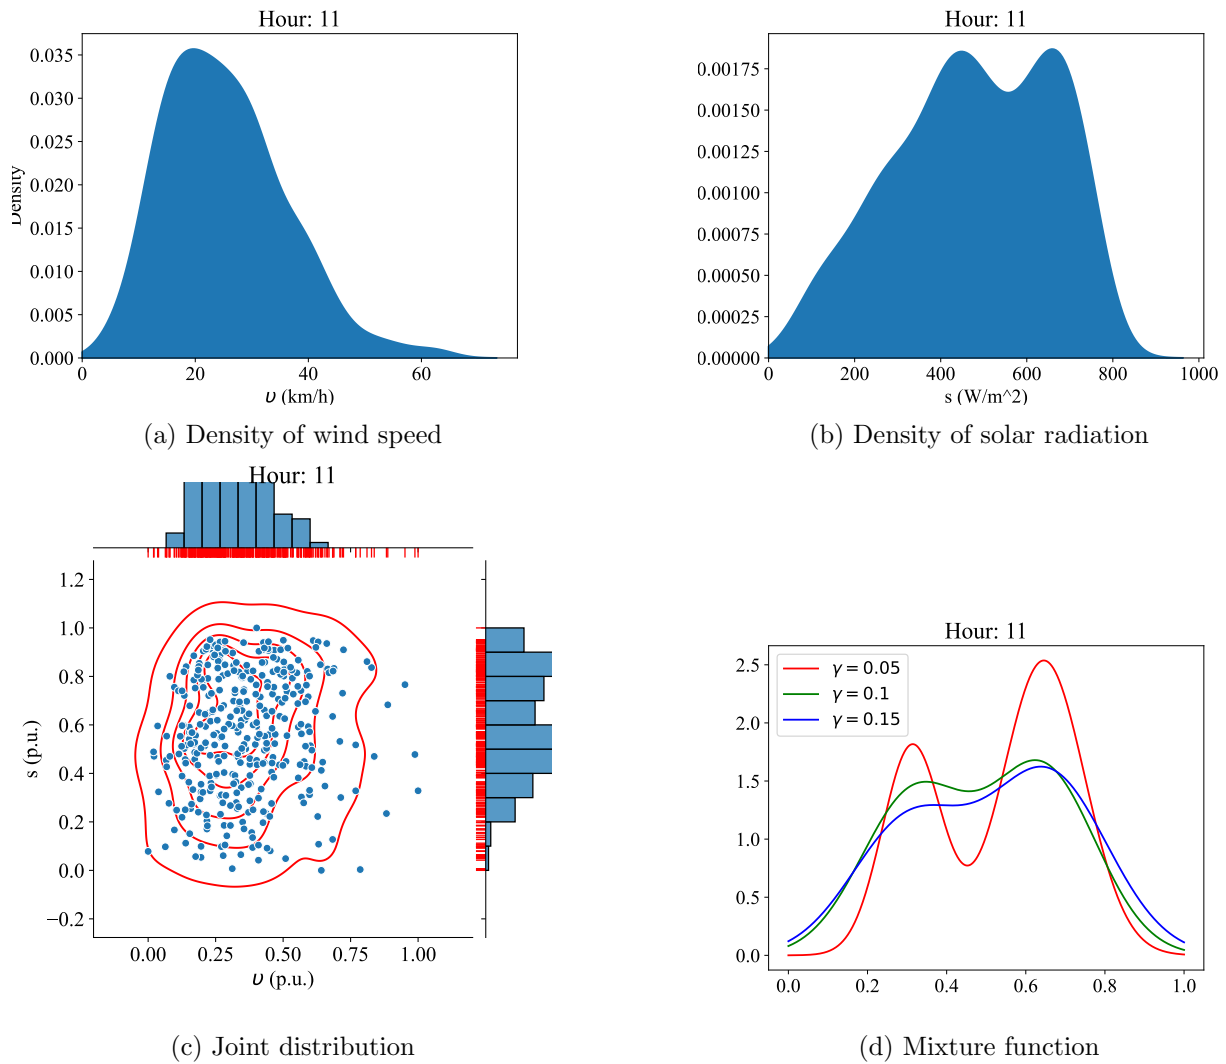 Hour: 11
0.035
0.030
0.025
0.020
0.015
0.010
0.005
0.000
Density
0 20 40 60
υ (km/h)
(a) Density of wind speed
Hour: 11
0.00175
0.00150
0.00125
0.00100
0.00075
0.00050
0.00025
0.00000
0 200 400 600 800 1000
s (W/m^2)
(b) Density of solar radiation
Hour: 11
1.2
1.0
0.8
0.6
0.4
0.2
0.0
−0.2
s (p.u.)
0.00 0.25 0.50 0.75 1.00
υ (p.u.)
(c) Joint distribution
Hour: 11
γ = 0.05
γ = 0.1
γ = 0.15
2.5
2.0
1.5
1.0
0.5
0.0
0.0 0.2 0.4 0.6 0.8 1.0
(d) Mixture function